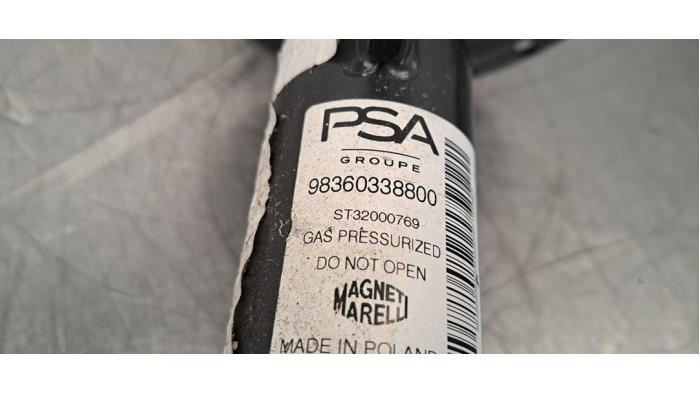 PSA
GROUPE
98360338800
ST32000769
GAS PRESSURIZED
DO NOT OPEN
MAGNETI
MARELLI
MADE IN POLAND